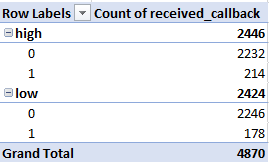 Row Labels Count of received_callback
high 2446
0 2232
1 214
low 2424
0 2246
1 178
Grand Total 4870